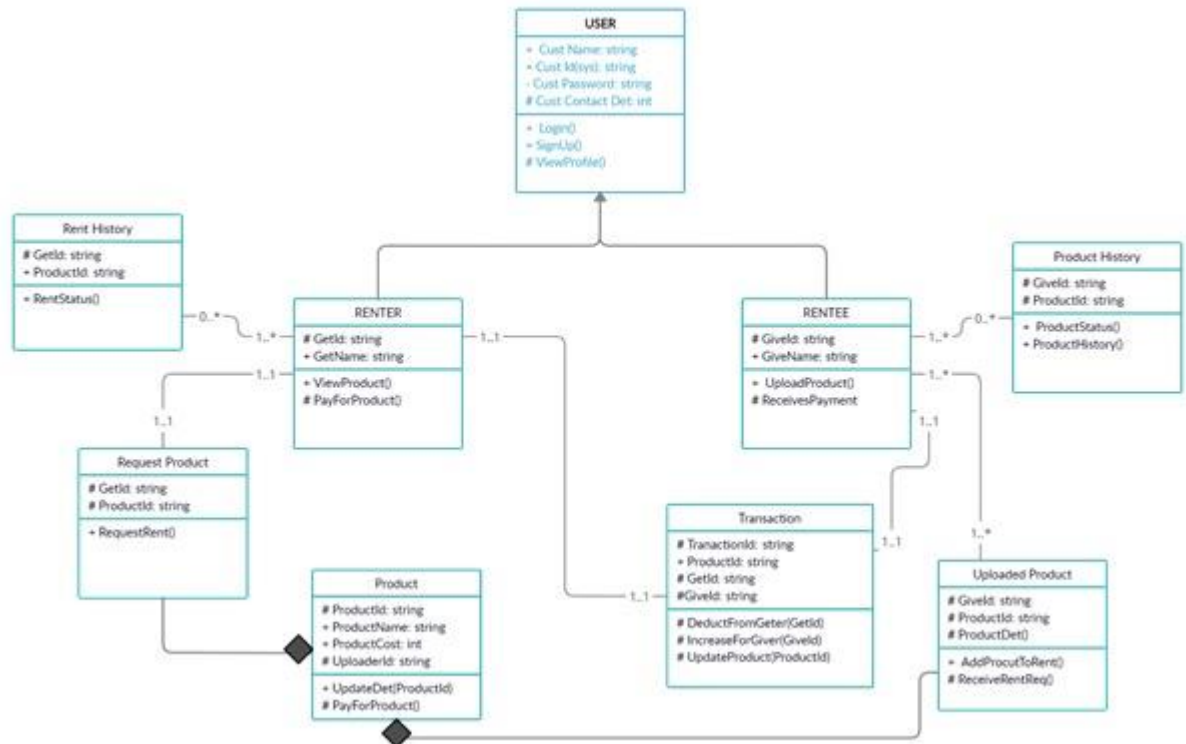 USER
+ Cust Name: string
+ Cust Id(sys): string
- Cust Password: string
# Cust Contact Det: int
+ Login()
+ SignUp()
# ViewProfile()
Rent History
# GetId: string
+ ProductId: string
+ RentStatus()
0..*
1..*
RENTER
# GetId: string
+ GetName: string
+ ViewProduct()
# PayForProduct()
1..1
1..1
1..1
RENTEE
# GiveId: string
+ GiveName: string
+ UploadProduct()
# ReceivesPayment
1..*
0..*
1..*
1..1
Product History
# GiveId: string
# ProductId: string
+ ProductStatus()
+ ProductHistory()
Request Product
# GetId: string
# ProductId: string
+ RequestRent()
Product
# ProductId: string
+ ProductName: string
+ ProductCost: int
# UploaderId: string
+ UpdateDet(ProductId)
# PayForProduct()
1..1
Transaction
# TranactionId: string
+ ProductId: string
# GetId: string
#GiveId: string
# DeductFromGeter(GetId)
# IncreaseForGiver(GiveId)
# UpdateProduct(ProductId)
1..1
1..*
Uploaded Product
# GiveId: string
# ProductId: string
# ProductDet()
+ AddProcutToRent()
# ReceiveRentReq()